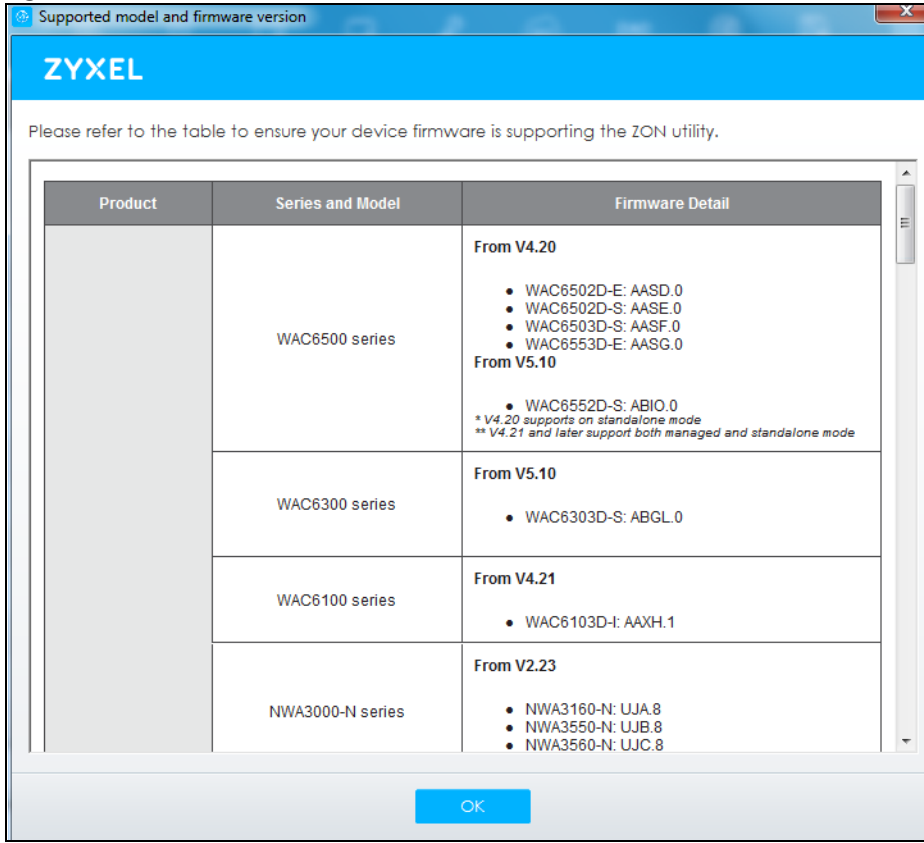 Supported model and firmware version
ZYXEL
Please refer to the table to ensure your device firmware is supporting the ZON utility.
Product Series and Model Firmware Detail
WAC6500 series
From V4.20
• WAC6502D-E: AASD.0
• WAC6502D-S: AASE.0
• WAC6503D-S: AASF.0
• WAC6553D-E: AASG.0
From V5.10
• WAC6552D-S: ABIO.0
* V4.20 supports on standalone mode
** V4.21 and later support both managed and standalone mode
WAC6300 series
From V5.10
• WAC6303D-S: ABGL.0
WAC6100 series
From V4.21
• WAC6103D-I: AAXH.1
NWA3000-N series
From V2.23
• NWA3160-N: UJA.8
• NWA3550-N: UJB.8
• NWA3560-N: UJC.8
OK